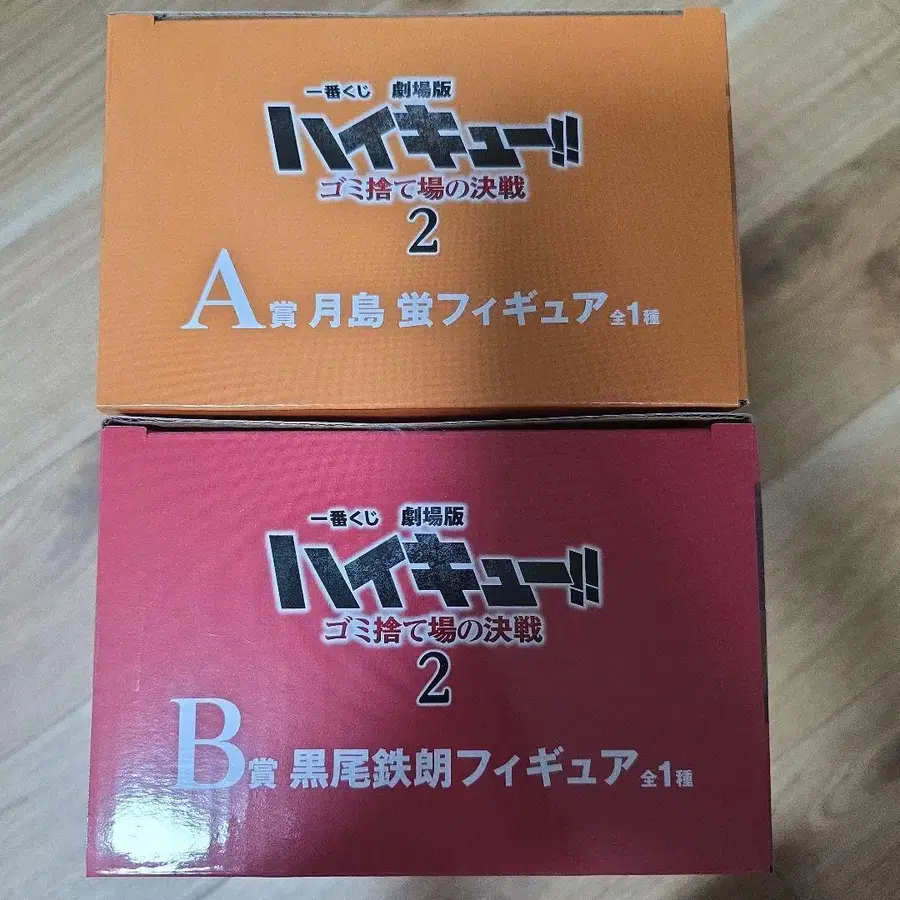 一番くじ 劇場版
ハイキュー!!
ゴミ捨て場の決戦
2
A賞 月島 蛍フィギュア 全1種
一番くじ 劇場版
ハイキュー!!
ゴミ捨て場の決戦
2
B賞 黒尾鉄朗フィギュア 全1種